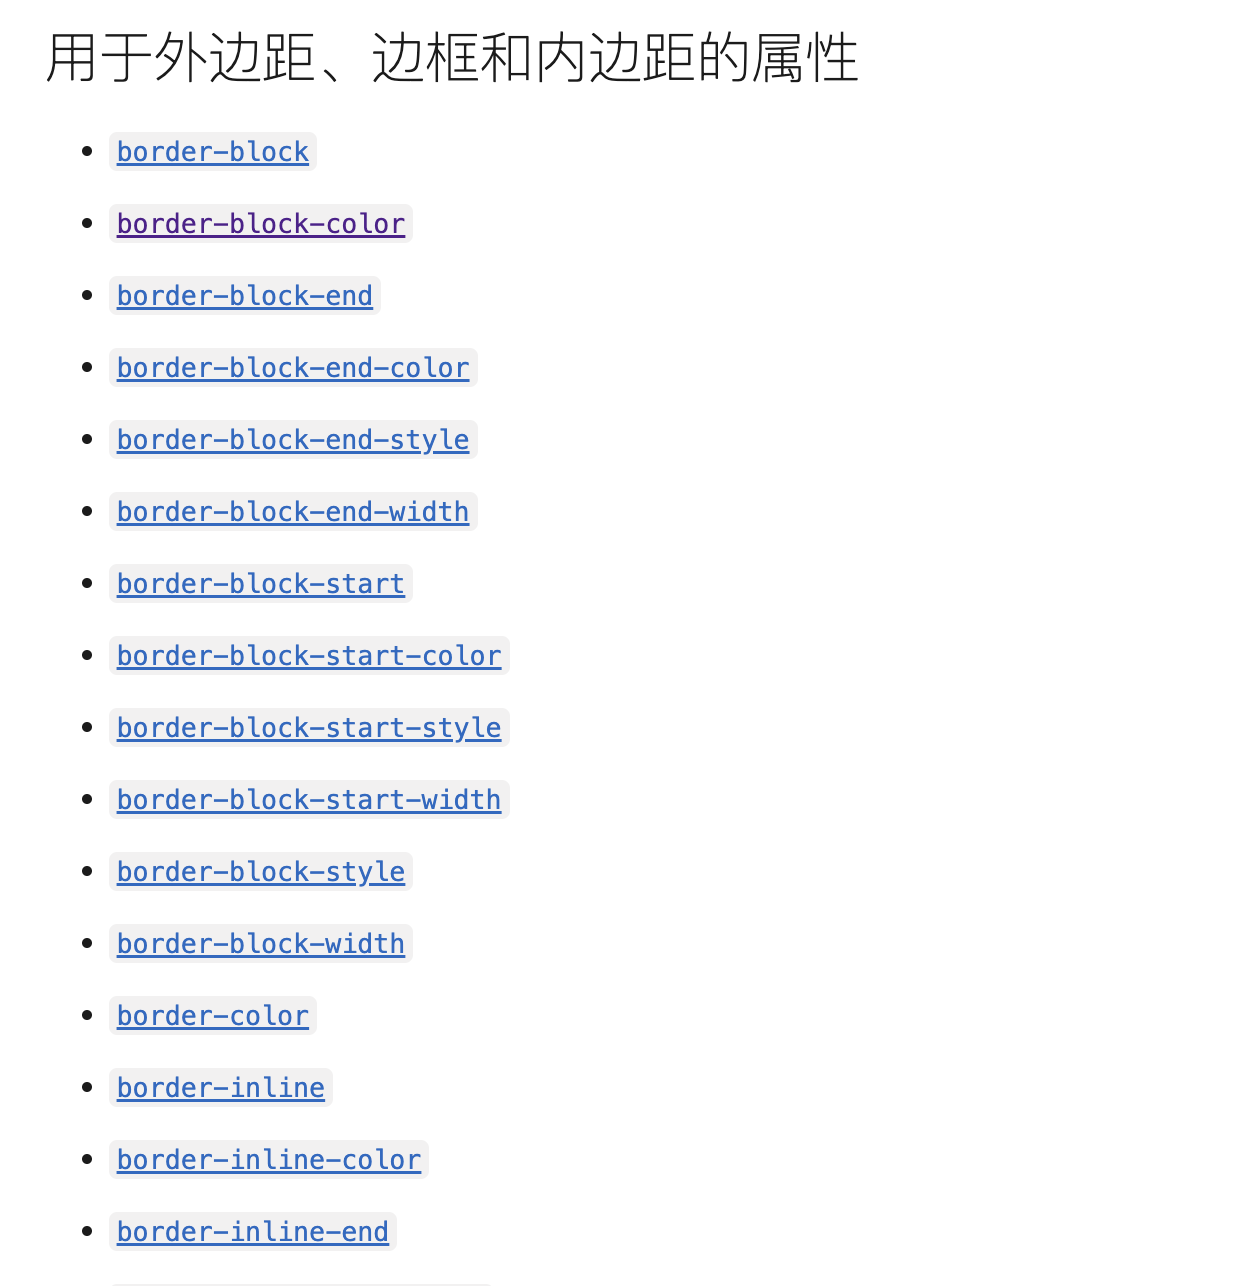 用于外边距、边框和内边距的属性
border-block
border-block-color
border-block-end
border-block-end-color
border-block-end-style
border-block-end-width
border-block-start
border-block-start-color
border-block-start-style
border-block-start-width
border-block-style
border-block-width
border-color
border-inline
border-inline-color
border-inline-end